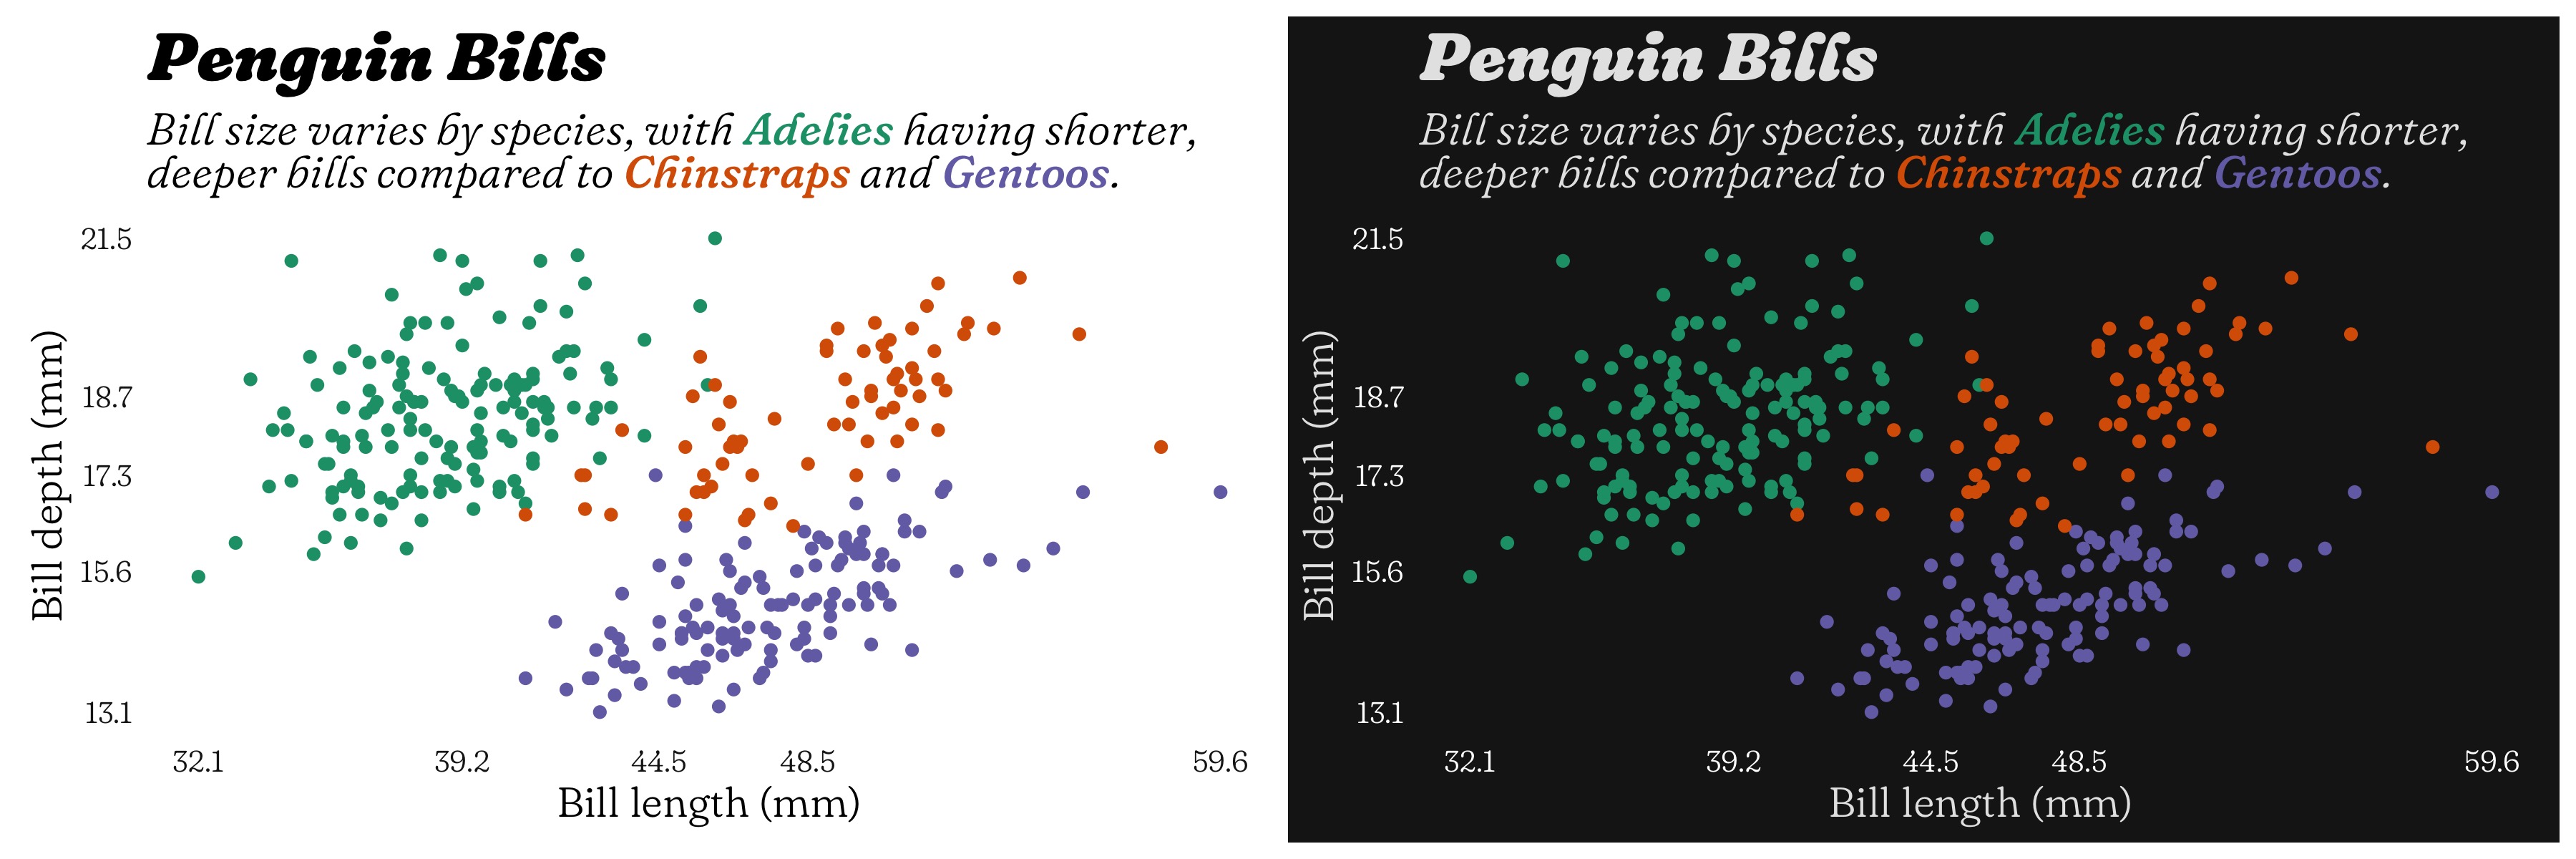 Penguin Bills
Bill size varies by species, with Adelies having shorter,
deeper bills compared to Chinstraps and Gentoos.
21.5
18.7
17.3
15.6
13.1
Bill depth (mm)
32.1 39.2 44.5 48.5 59.6
Bill length (mm)
Penguin Bills
Bill size varies by species, with Adelies having shorter,
deeper bills compared to Chinstraps and Gentoos.
21.5
18.7
17.3
15.6
13.1
Bill depth (mm)
32.1 39.2 44.5 48.5 59.6
Bill length (mm)